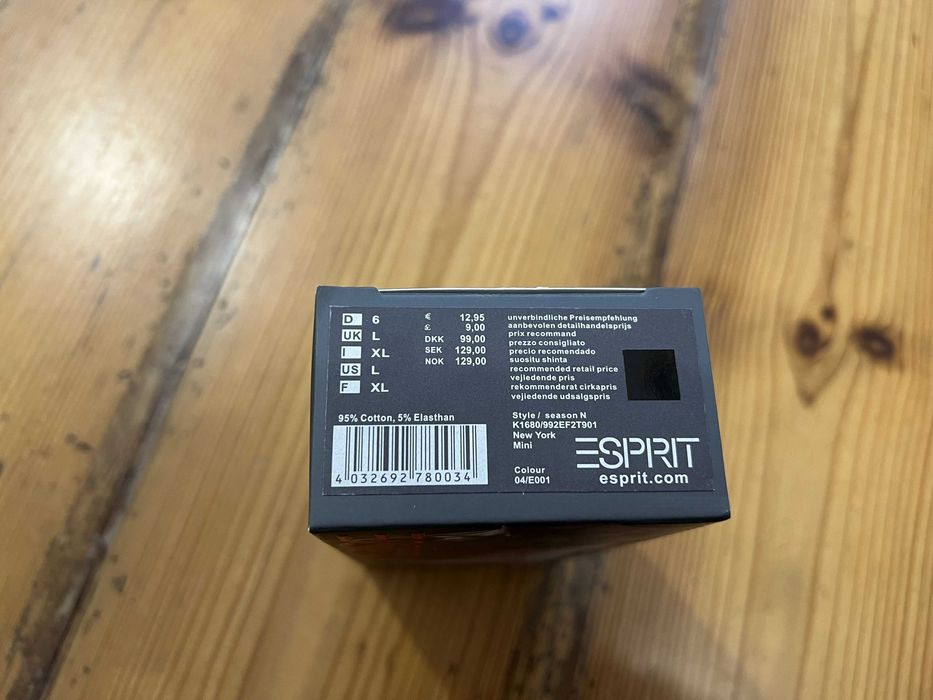 D 6
UK L
I XL
US L
F XL
€ 12,95
£ 9,00
DKK 99,00
SEK 129,00
NOK 129,00
unverbindliche Preisempfehlung
aanbevolen detailhandelsprijs
prix recommand
prezzo consigliato
precio recomendado
suositu shinta
recommended retail price
vejledende pris
rekommenderat cirkapris
vejledende udsalgspris
95% Cotton, 5% Elasthan
4 032692 780034
Style / season N
K1680/992EF2T901
New York
Mini
Colour
04/E001
ESPRIT
esprit.com